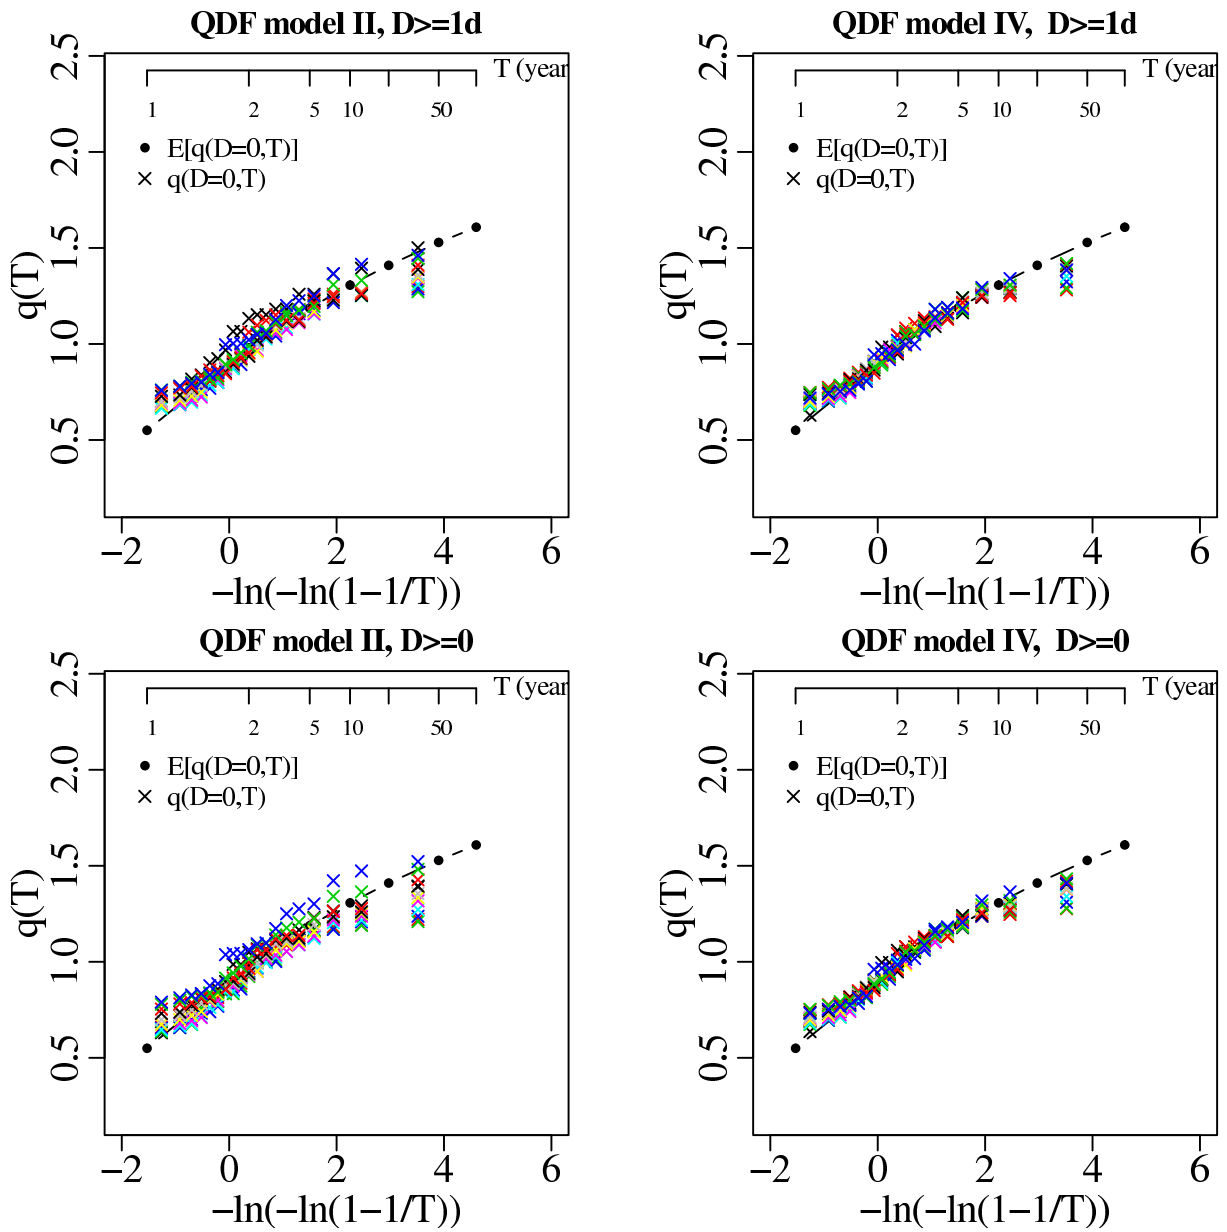 QDF model II, D>=1d
T (year
1 2 5 10 50
E[q(D=0,T)]
q(D=0,T)
q(T)
0.5 1.0 1.5 2.0 2.5
−2 0 2 4 6
−ln(−ln(1−1/T))
QDF model IV, D>=1d
T (year
1 2 5 10 50
E[q(D=0,T)]
q(D=0,T)
q(T)
0.5 1.0 1.5 2.0 2.5
−2 0 2 4 6
−ln(−ln(1−1/T))
QDF model II, D>=0
T (year
1 2 5 10 50
E[q(D=0,T)]
q(D=0,T)
q(T)
0.5 1.0 1.5 2.0 2.5
−2 0 2 4 6
−ln(−ln(1−1/T))
QDF model IV, D>=0
T (year
1 2 5 10 50
E[q(D=0,T)]
q(D=0,T)
q(T)
0.5 1.0 1.5 2.0 2.5
−2 0 2 4 6
−ln(−ln(1−1/T))